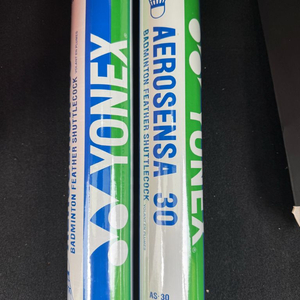 YONEX
BADMINTON FEATHER SHUTTLECOCK
AEROSENSA 30
BADMINTON FEATHER SHUTTLECOCK
YONEX
AS-30